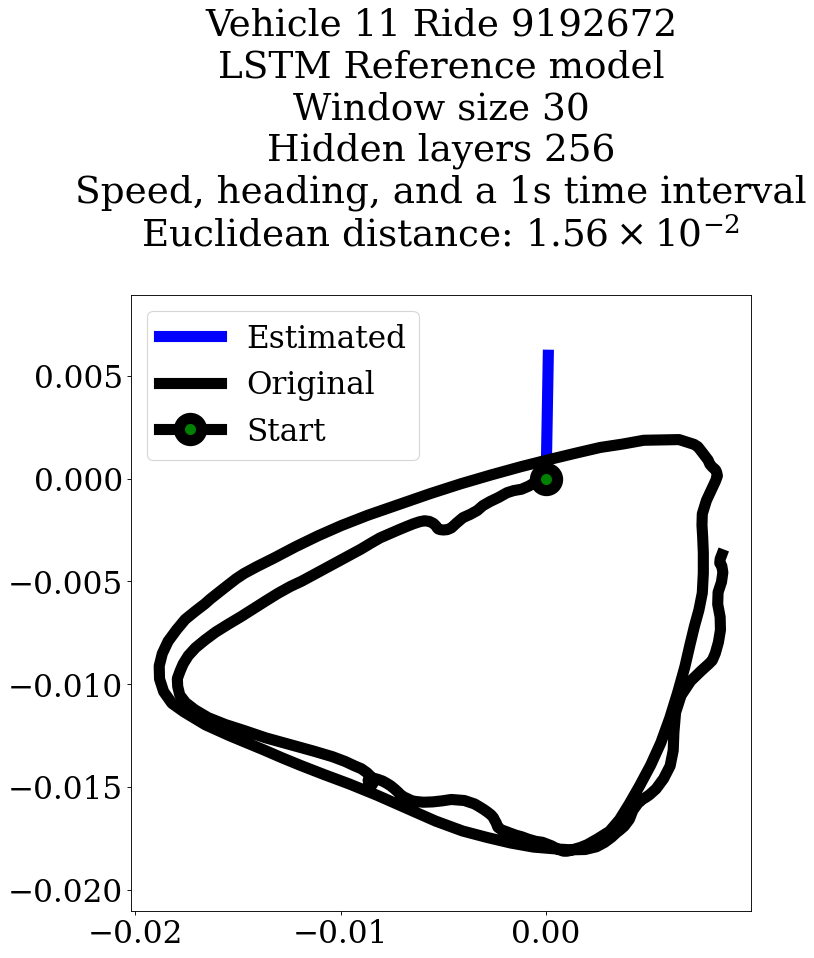 Vehicle 11 Ride 9192672
LSTM Reference model
Window size 30
Hidden layers 256
Speed, heading, and a 1s time interval
Euclidean distance: 1.56 × 10⁻²
Estimated
Original
Start
0.005
0.000
−0.005
−0.010
−0.015
−0.020
−0.02
−0.01
0.00